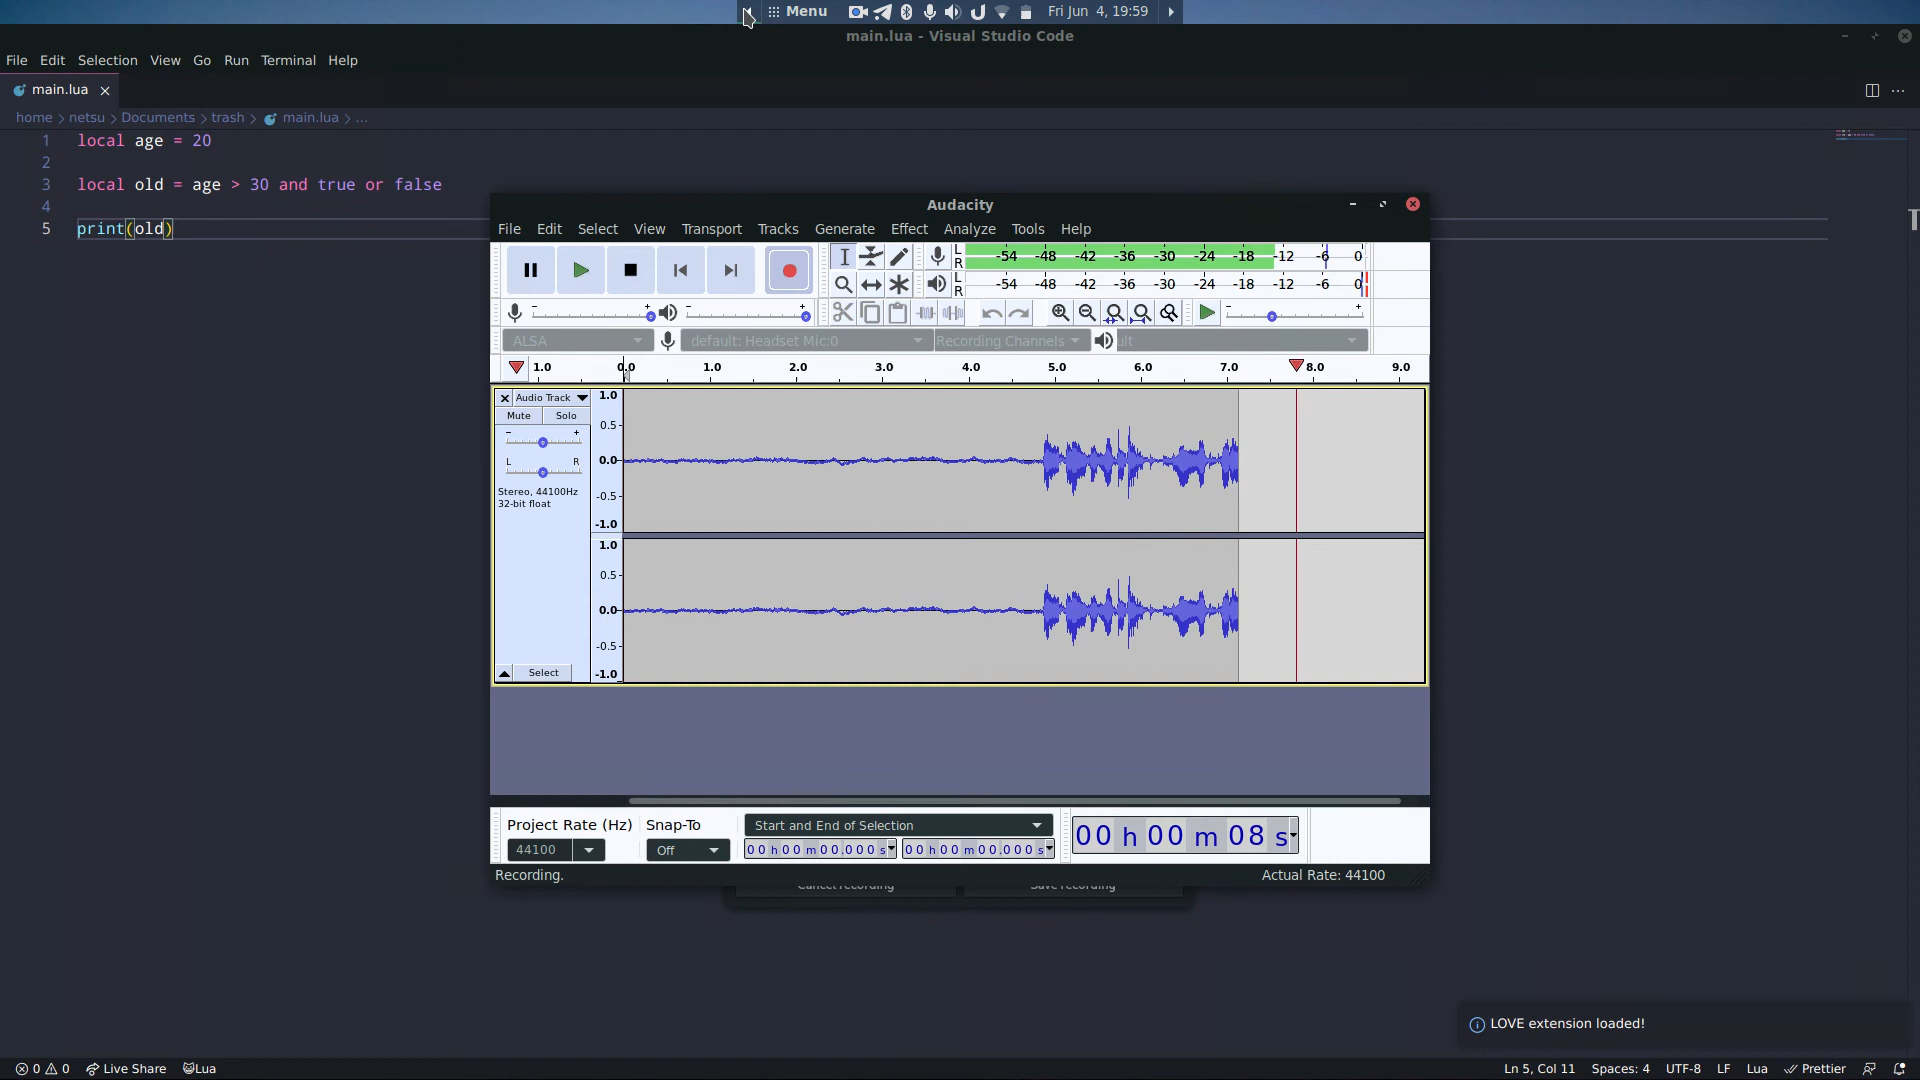 Menu Fri Jun 4, 19:59
main.lua - Visual Studio Code
File Edit Selection View Go Run Terminal Help
main.lua
home > netsu > Documents > trash > main.lua > ...
1 local age = 20
2
3 local old = age > 30 and true or false
4
5 print(old)
Audacity
File Edit Select View Transport Tracks Generate Effect Analyze Tools Help
L R -54 -48 -42 -36 -30 -24 -18 -12 -6 0
L R -54 -48 -42 -36 -30 -24 -18 -12 -6 0
- + - + - +
ALSA default: Headset Mic:0 Recording Channels ult
1.0 0.0 1.0 2.0 3.0 4.0 5.0 6.0 7.0 8.0 9.0
Audio Track
Mute Solo
- +
L R
Stereo, 44100Hz
32-bit float
Select
1.0
0.5
0.0
-0.5
-1.0
1.0
0.5
0.0
-0.5
-1.0
Project Rate (Hz) Snap-To Start and End of Selection
44100 Off 00 h 00 m 00.000 s 00 h 00 m 00.000 s
00 h 00 m 08 s
Recording. Actual Rate: 44100
Cancel recording Save recording
LOVE extension loaded!
0 0 Live Share Lua Ln 5, Col 11 Spaces: 4 UTF-8 LF Lua Prettier